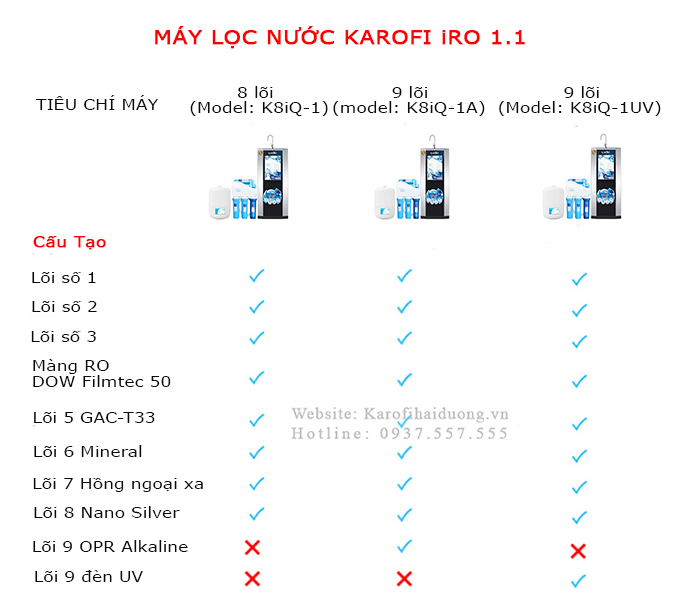 MÁY LỌC NƯỚC KAROFI iRO 1.1
TIÊU CHÍ MÁY
8 lõi
(Model: K8iQ-1)
9 lõi
(model: K8iQ-1A)
9 lõi
(Model: K8iQ-1UV)
Cấu Tạo
Lõi số 1
Lõi số 2
Lõi số 3
Màng RO
DOW Filmtec 50
Lõi 5 GAC-T33
Website: Karofihaiduong.vn
Hotline: 0937.557.555
Lõi 6 Mineral
Lõi 7 Hồng ngoại xa
Lõi 8 Nano Silver
Lõi 9 OPR Alkaline
Lõi 9 đèn UV